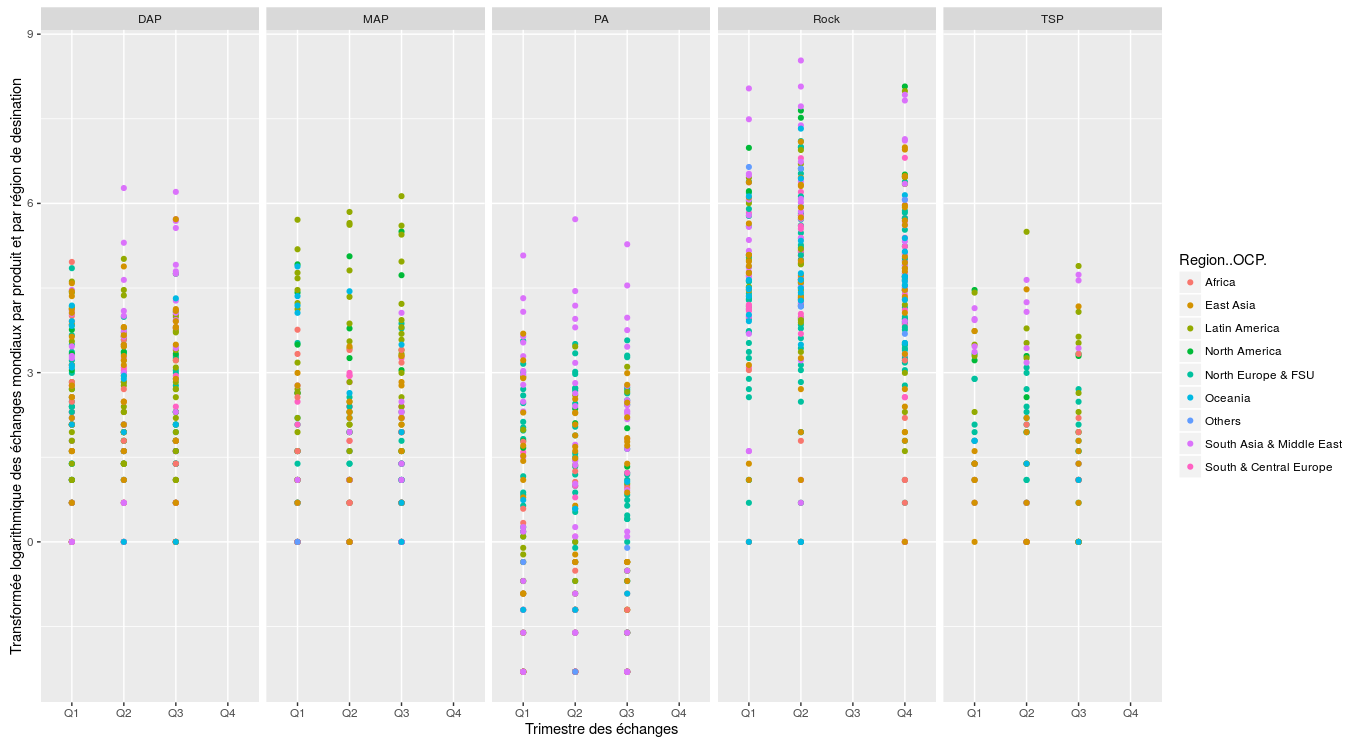 DAP MAP PA Rock TSP
9
6
3
0
Transformée logarithmique des échanges mondiaux par produit et par région de desination
Q1 Q2 Q3 Q4 Q1 Q2 Q3 Q4 Q1 Q2 Q3 Q4 Q1 Q2 Q3 Q4 Q1 Q2 Q3 Q4
Trimestre des échanges
Region..OCP.
Africa
East Asia
Latin America
North America
North Europe & FSU
Oceania
Others
South Asia & Middle East
South & Central Europe